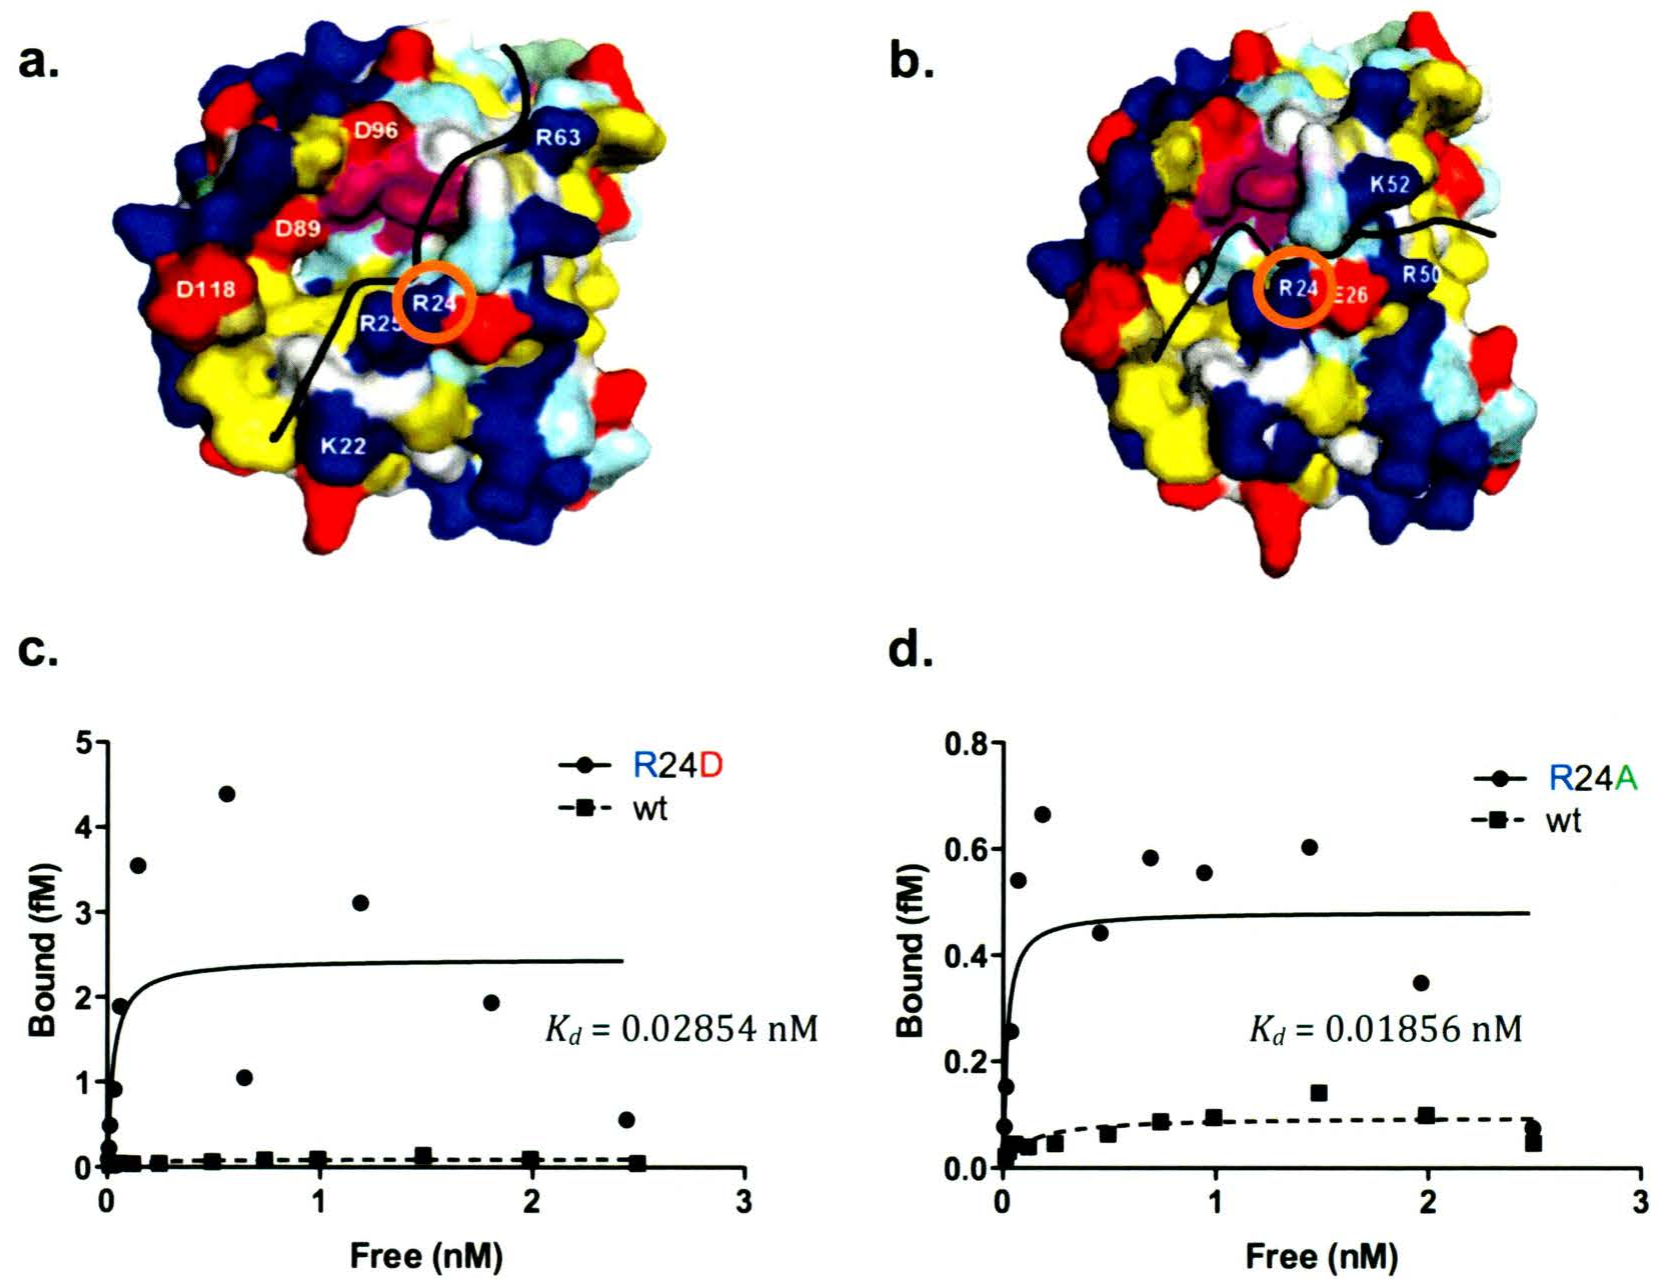 a.
D96
R63
D89
D118
R24
R25
K22
b.
K52
R50
R24
E26
c.
5
4
3
2
1
0
Bound (fM)
R24D
wt
Kd = 0.02854 nM
0 1 2 3
Free (nM)
d.
0.8
0.6
0.4
0.2
0.0
Bound (fM)
R24A
wt
Kd = 0.01856 nM
0 1 2 3
Free (nM)